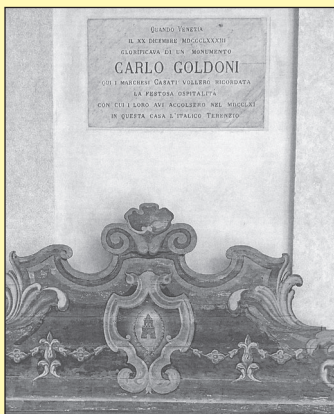 QUANDO VENEZIA
IL XX DICEMBRE MDCCCLXXXIII
GLORIFICAVA DI UN MONUMENTO
CARLO GOLDONI
QUI I MARCHESI CASATI VOLLERO RICORDATA
LA FESTOSA OSPITALITÀ
CON CUI I LORO AVI ACCOLSERO NEL MDCCLXI
IN QUESTA CASA L'ITALICO TERENZIO